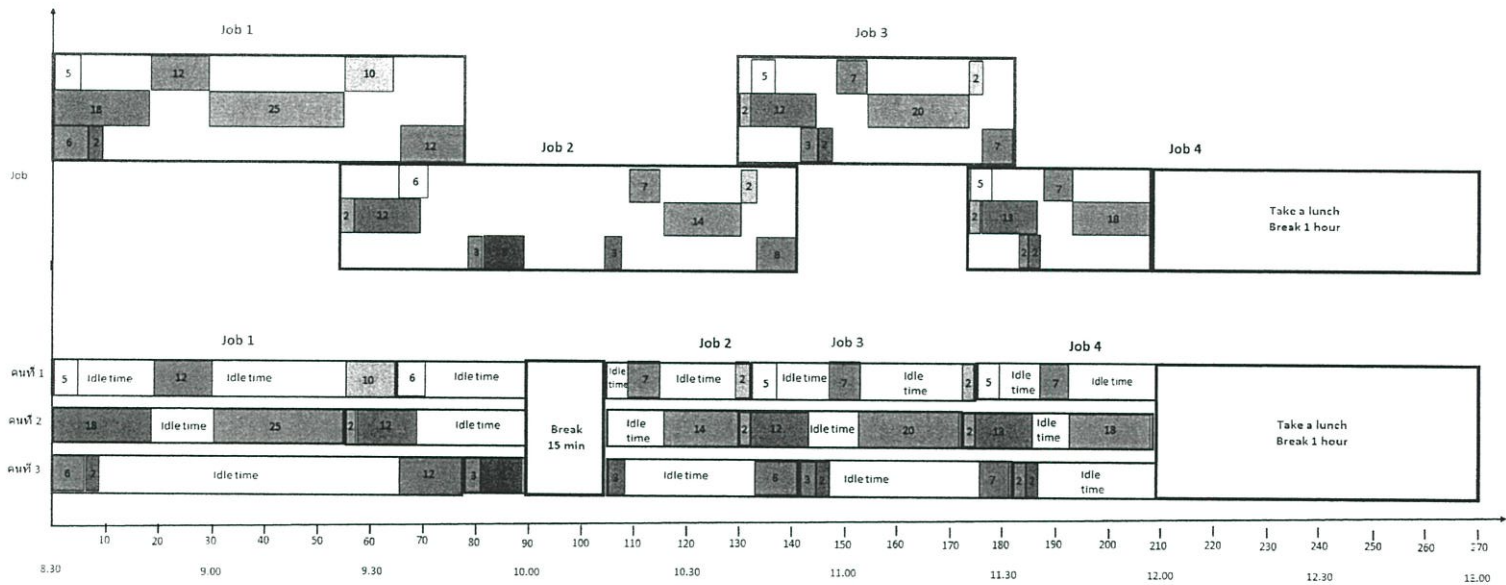 Job 1
Job 3
5
12
10
5
7
2
18
25
2
12
20
6
2
12
3
2
7
Job 2
Job 4
Job
6
7
2
5
7
2
12
14
2
13
18
Take a lunch
Break 1 hour
3
3
8
2
2
Job 1
Job 2
Job 3
Job 4
คนที่ 1
5
Idle time
12
Idle time
10
6
Idle time
Idle
time
7
Idle time
2
5
Idle time
7
Idle time
2
5
Idle
time
7
Idle time
คนที่ 2
18
Idle time
25
2
12
Idle time
Break
15 min
Idle
time
14
2
12
Idle time
20
2
13
Idle
time
18
Take a lunch
Break 1 hour
คนที่ 3
6
2
Idle time
12
3
3
Idle time
8
3
2
Idle time
7
2
2
Idle
time
10 20 30 40 50 60 70 80 90 100 110 120 130 140 150 160 170 180 190 200 210 220 230 240 250 260 270
8.30 9.00 9.30 10.00 10.30 11.00 11.30 12.00 12.30 13.00